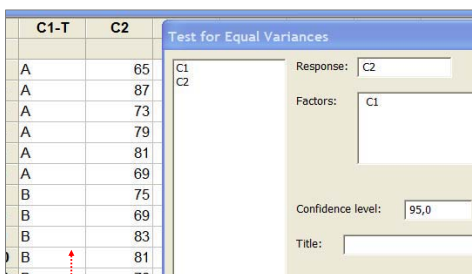 C1-T C2
A 65
A 87
A 73
A 79
A 81
A 69
B 75
B 69
B 83
B 81
Test for Equal Variances
C1
C2
Response: C2
Factors: C1
Confidence level: 95,0
Title: